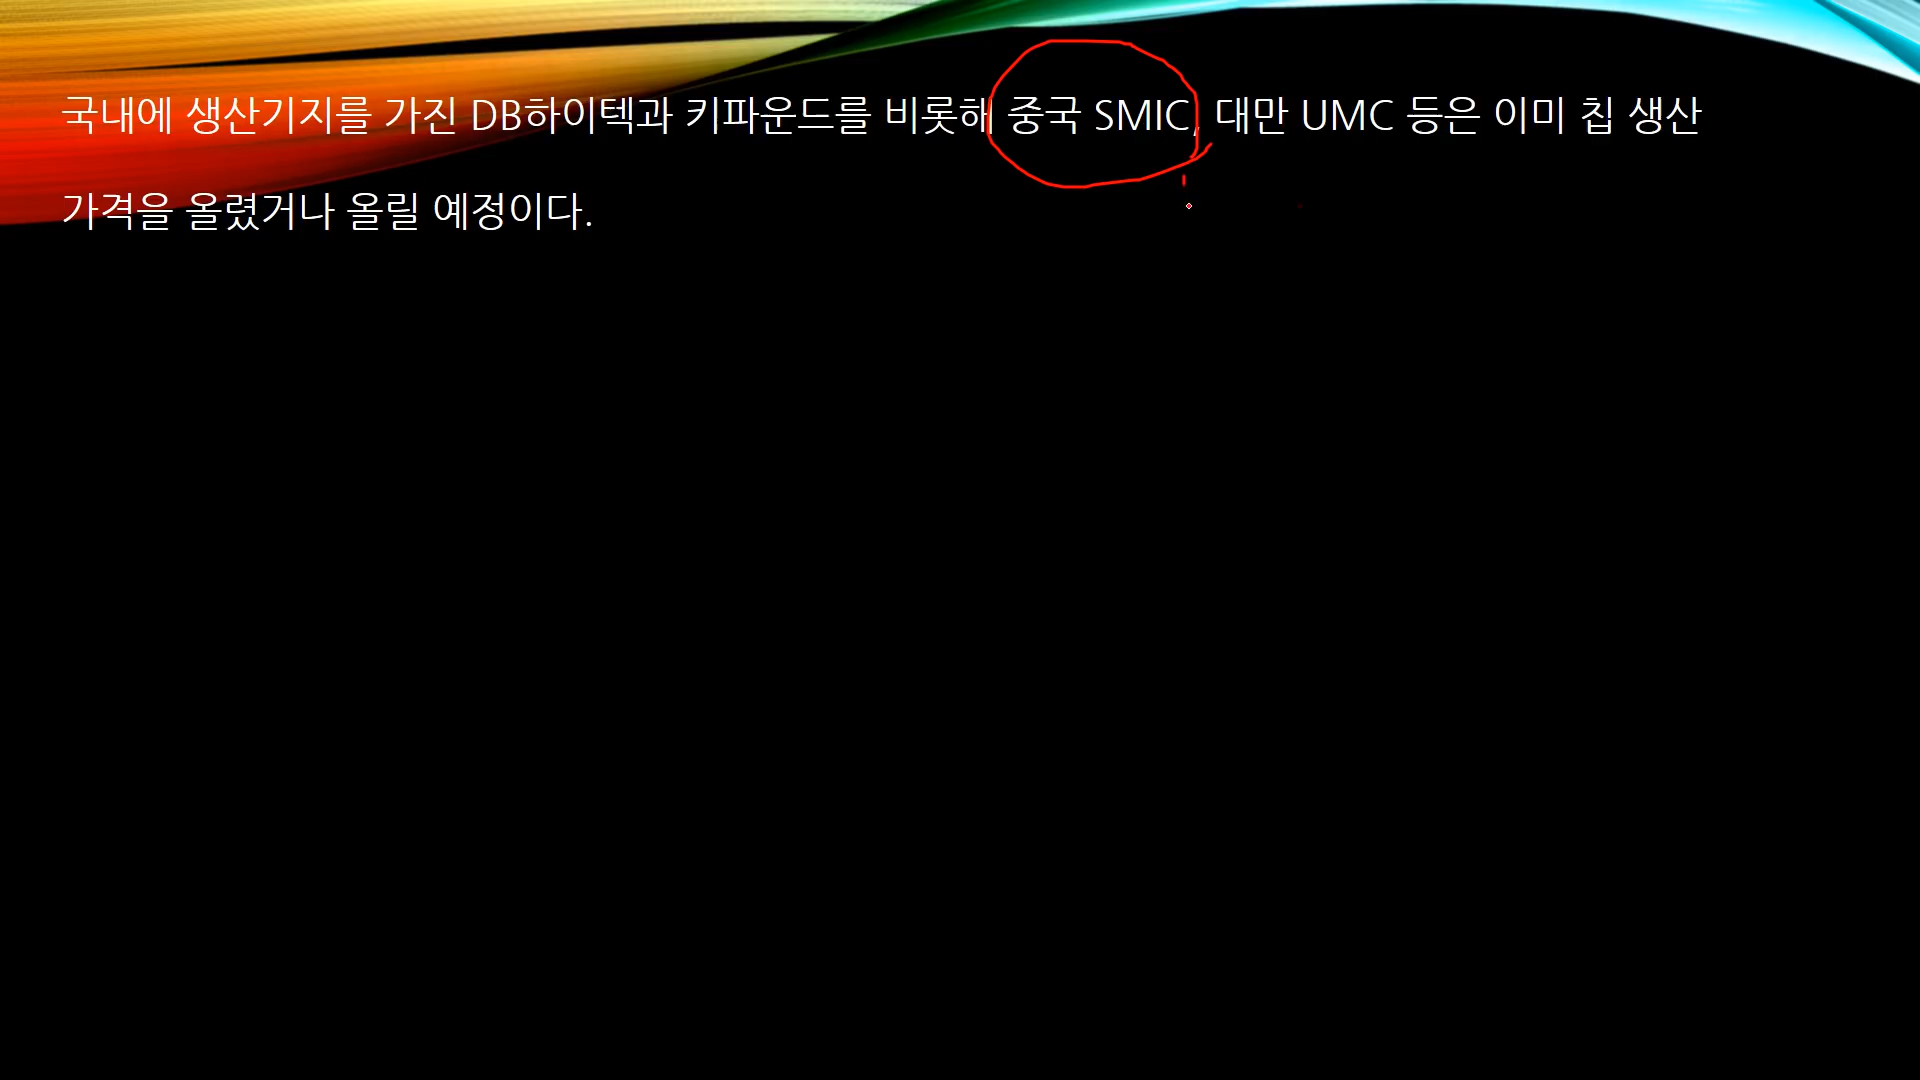 국내에 생산기지를 가진 DB하이텍과 키파운드를 비롯해 중국 SMIC, 대만 UMC 등은 이미 칩 생산
가격을 올렸거나 올릴 예정이다.